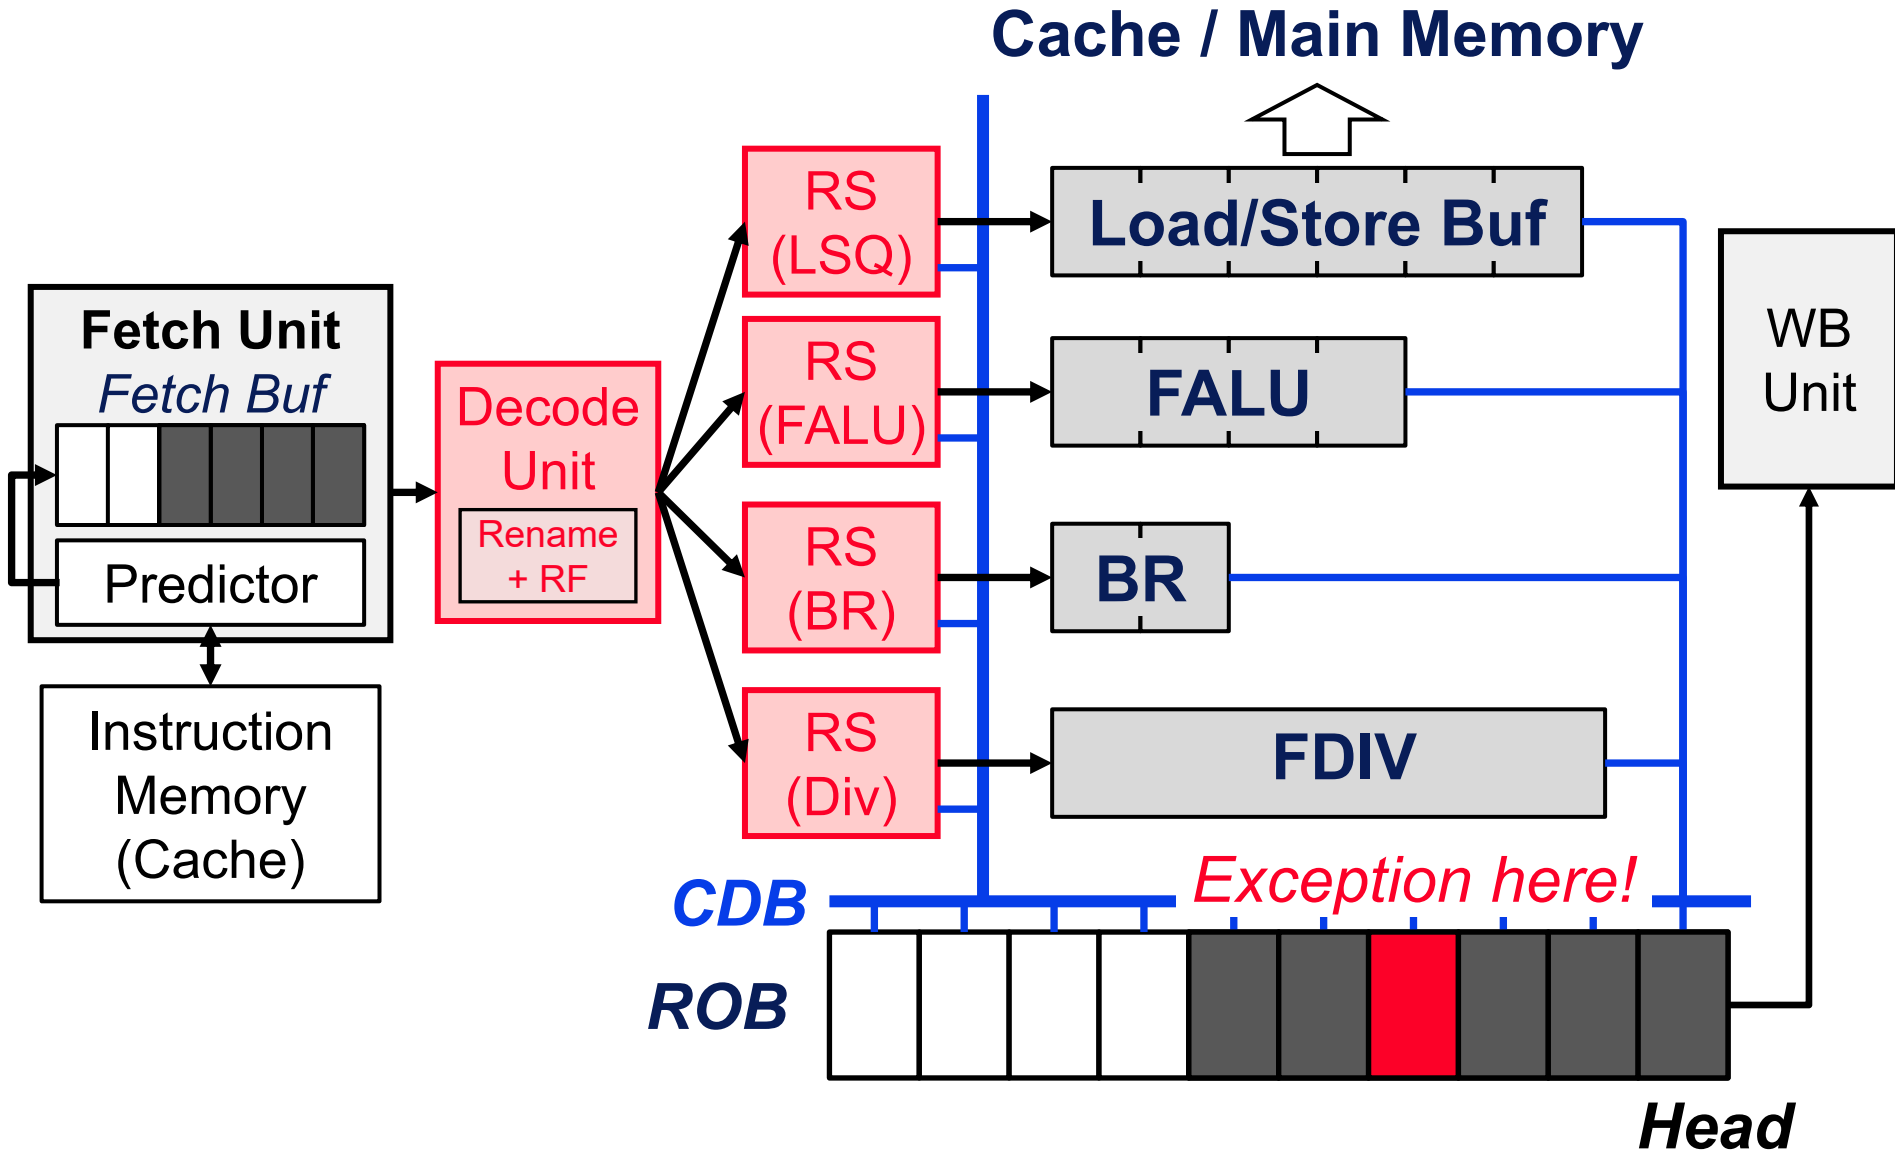 Cache / Main Memory
RS
(LSQ)
Load/Store Buf
Fetch Unit
Fetch Buf
Predictor
Instruction
Memory
(Cache)
Decode
Unit
Rename
+ RF
RS
(FALU)
FALU
RS
(BR)
BR
RS
(Div)
FDIV
WB
Unit
CDB
Exception here!
ROB
Head